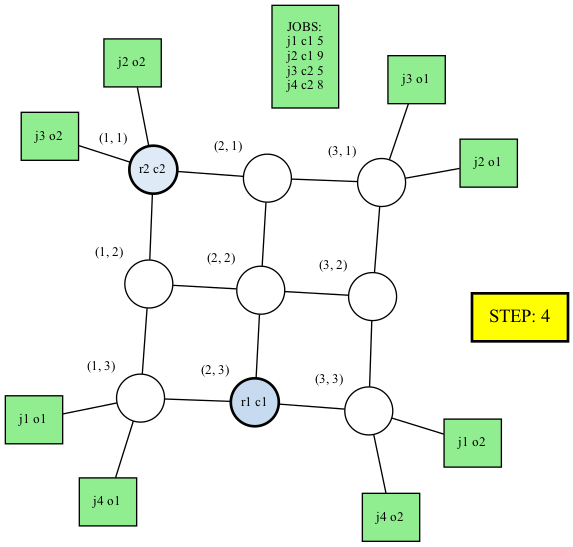 JOBS:
j1 c1 5
j2 c1 9
j3 c2 5
j4 c2 8
j2 o2
j3 o1
j3 o2
(1, 1)
(2, 1)
(3, 1)
j2 o1
r2 c2
(1, 2)
(2, 2)
(3, 2)
STEP: 4
(1, 3)
(2, 3)
(3, 3)
r1 c1
j1 o1
j1 o2
j4 o1
j4 o2